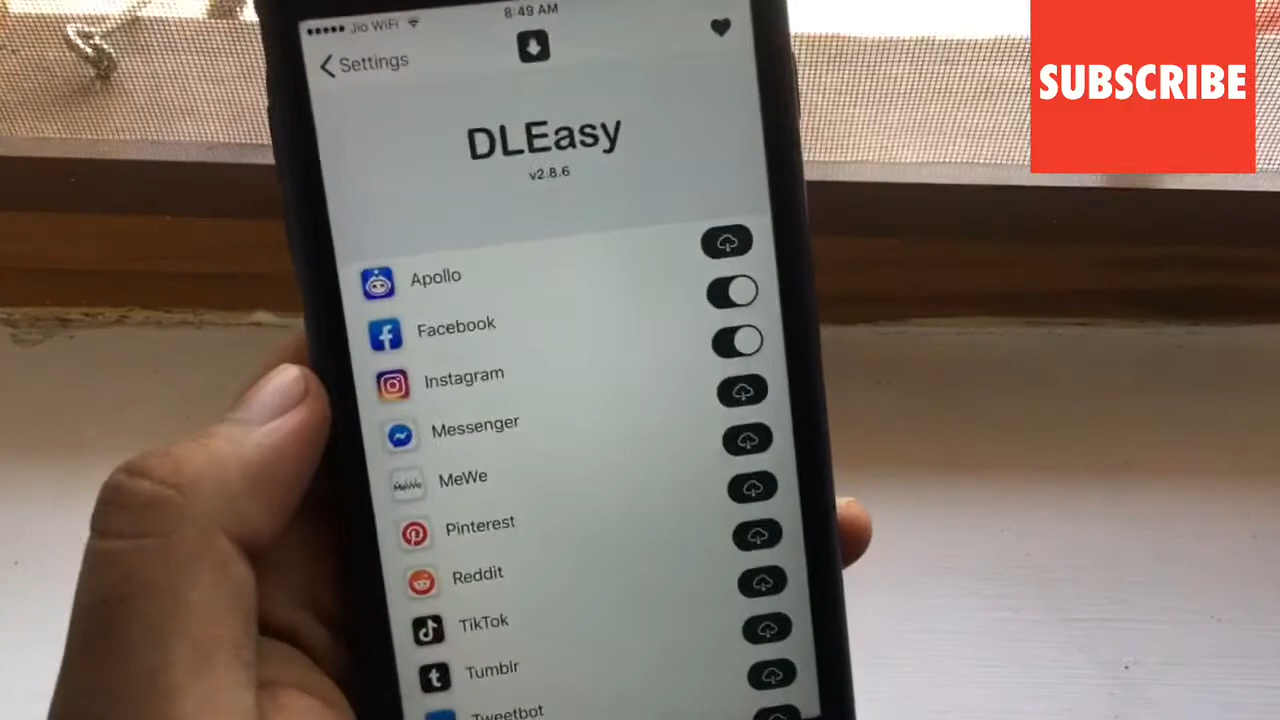 Jio WiFi
8:49 AM
SUBSCRIBE
Settings
DLEasy
v2.8.6
Apollo
Facebook
Instagram
Messenger
MeWe
MeWe
Pinterest
Reddit
TikTok
Tumblr
Tweetbot